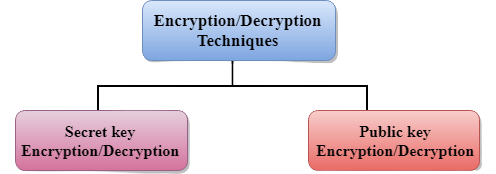 Encryption/Decryption
Techniques
Secret key
Encryption/Decryption
Public key
Encryption/Decryption